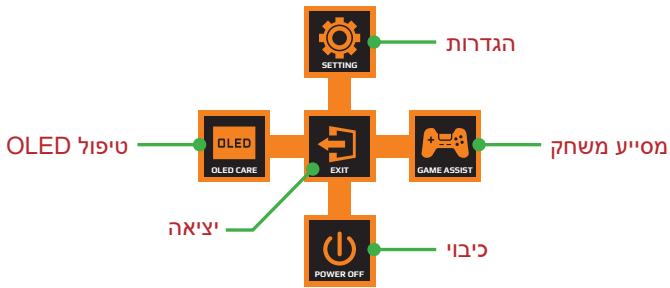 הגדרות
SETTING
טיפול OLED
OLED
OLED CARE
EXIT
GAME ASSIST
מסייע משחק
יציאה
POWER OFF
כיבוי